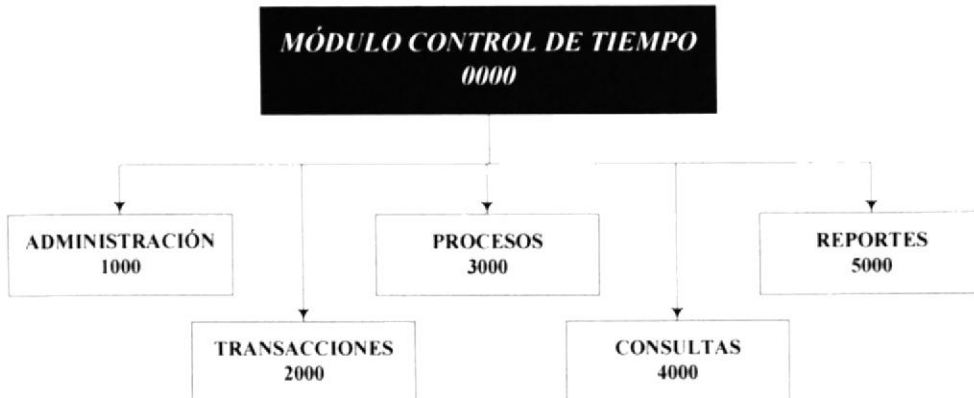 MÓDULO CONTROL DE TIEMPO
0000
ADMINISTRACIÓN
1000
PROCESOS
3000
REPORTES
5000
TRANSACCIONES
2000
CONSULTAS
4000